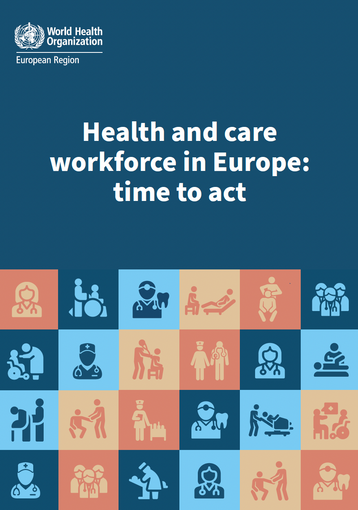 World Health
Organization
European Region
Health and care
workforce in Europe:
time to act